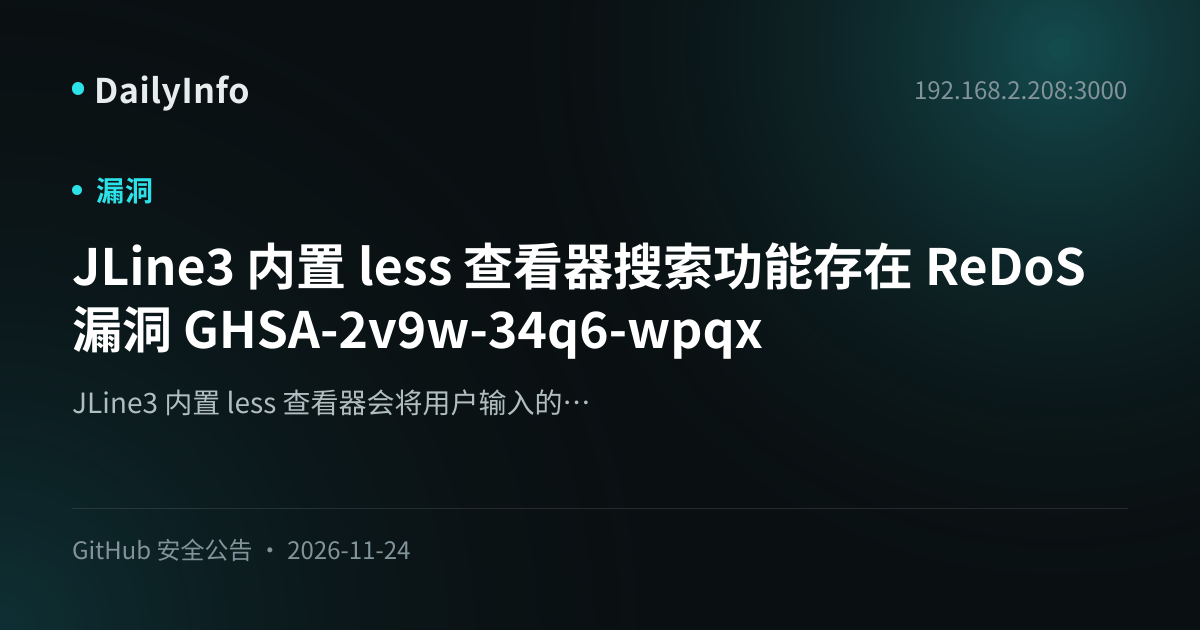 DailyInfo
192.168.2.208:3000
漏洞
JLine3 内置 less 查看器搜索功能存在 ReDoS
漏洞 GHSA-2v9w-34q6-wpqx
JLine3 内置 less 查看器会将用户输入的…
GitHub 安全公告 • 2026-11-24